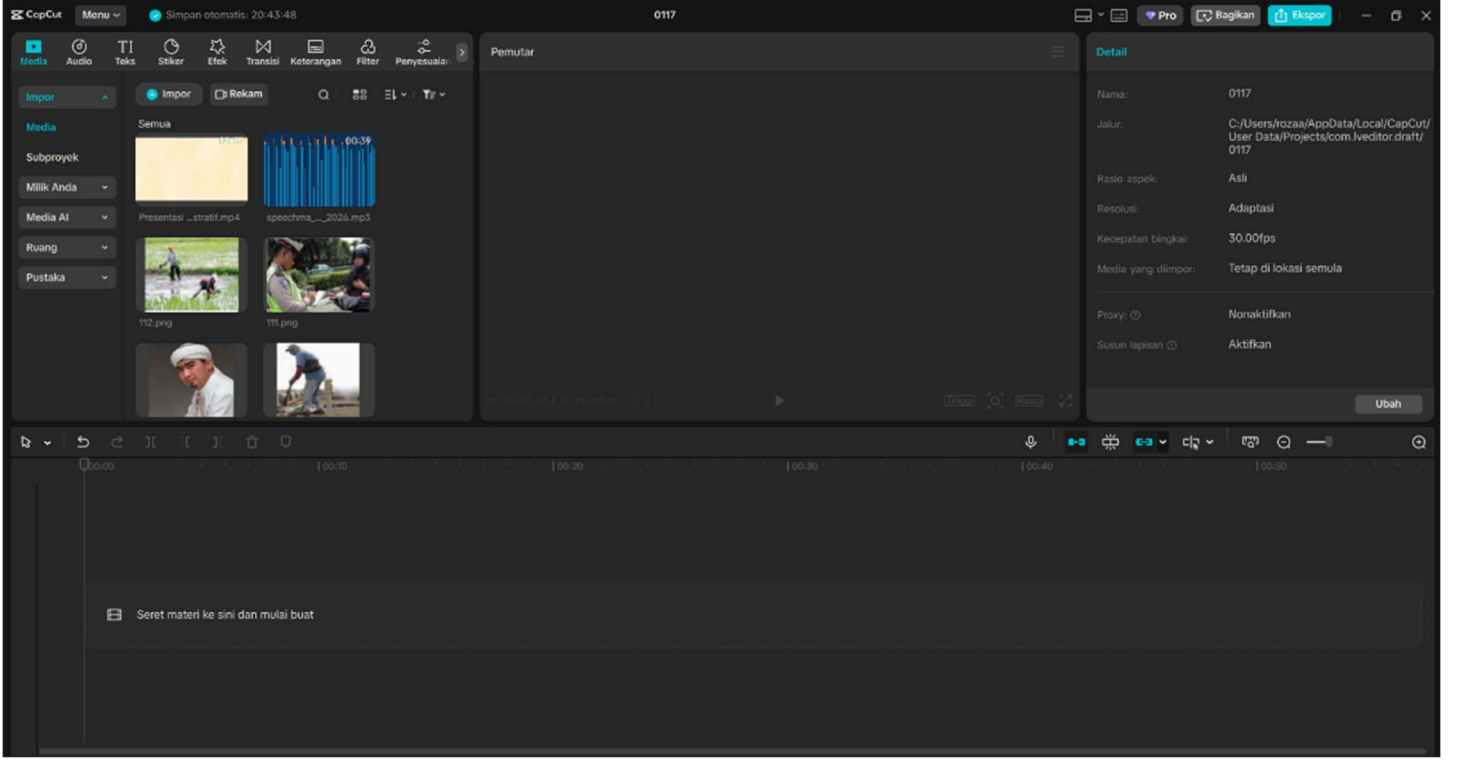 CapCut
Menu
Simpan otomatis: 20:43:48
0117
Pro
Bagikan
Ekspor
Media
Audio
Teks
Stiker
Efek
Transisi
Keterangan
Filter
Penyesuaian
Impor
Media
Subproyek
Milik Anda
Media AI
Ruang
Pustaka
Impor
Rekam
Semua
00:39
Presentasi ...stratif.mp4
speechma_..._2026.mp3
112.png
111.png
Pemutar
Detail
Nama:
0117
Jalur:
C:/Users/rozaa/AppData/Local/CapCut/
User Data/Projects/com.lveditor.draft/
0117
Rasio aspek:
Asli
Resolusi:
Adaptasi
Kecepatan bingkai:
30.00fps
Media yang diimpor:
Tetap di lokasi semula
Proxy:
Nonaktifkan
Susun lapisan
Aktifkan
Ubah
00:00
00:10
00:20
00:30
00:40
00:50
Seret materi ke sini dan mulai buat